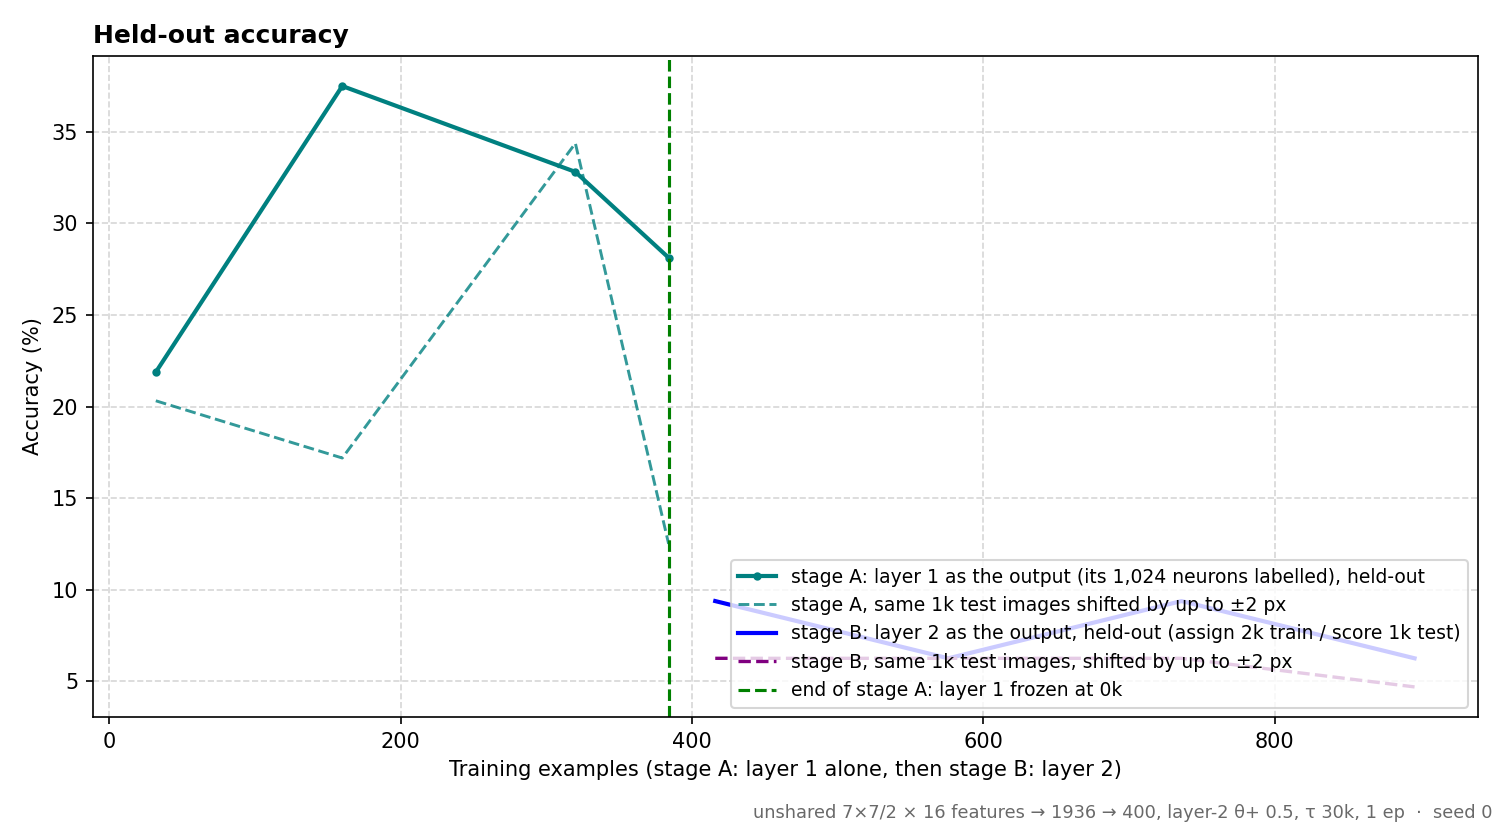 Held-out accuracy
Accuracy (%)
35
30
25
20
15
10
5
stage A: layer 1 as the output (its 1,024 neurons labelled), held-out
stage A, same 1k test images shifted by up to ±2 px
stage B: layer 2 as the output, held-out (assign 2k train / score 1k test)
stage B, same 1k test images, shifted by up to ±2 px
end of stage A: layer 1 frozen at 0k
0 200 400 600 800
Training examples (stage A: layer 1 alone, then stage B: layer 2)
unshared 7×7/2 × 16 features → 1936 → 400, layer-2 θ+ 0.5, τ 30k, 1 ep · seed 0